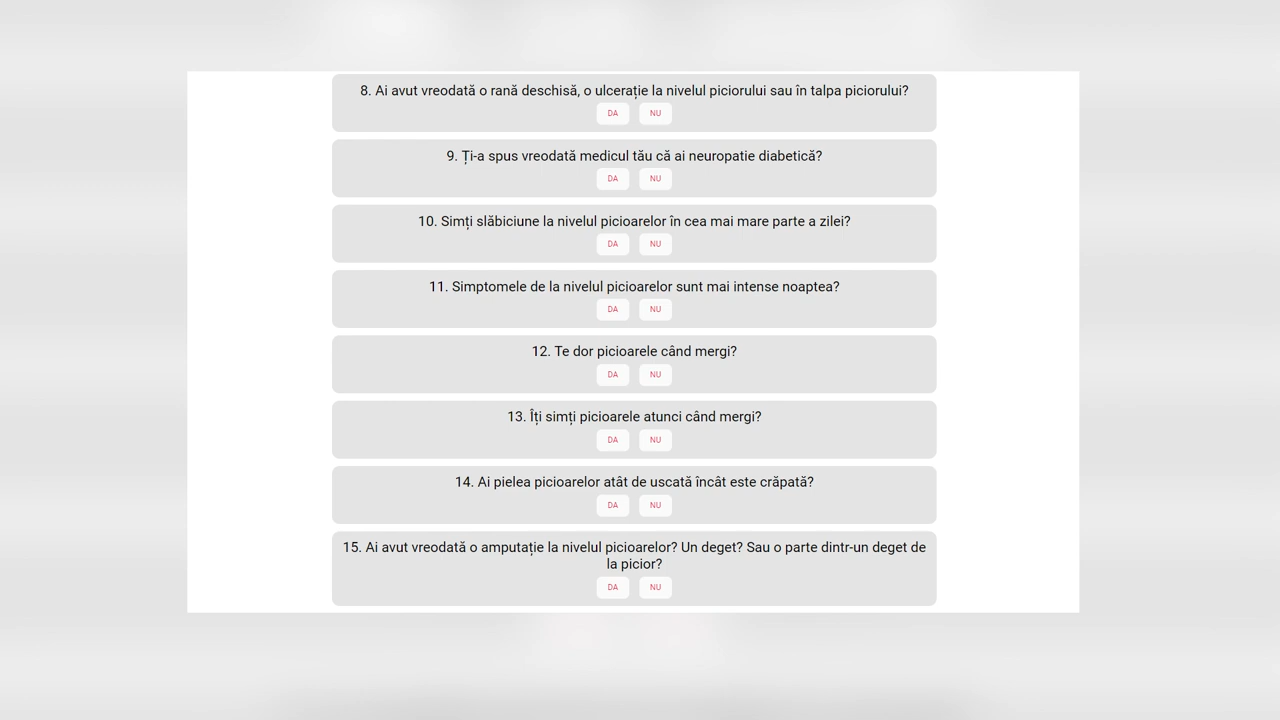 8. Ai avut vreodată o rană deschisă, o ulcerație la nivelul piciorului sau în talpa piciorului?
DA NU
9. Ți-a spus vreodată medicul tău că ai neuropatie diabetică?
DA NU
10. Simți slăbiciune la nivelul picioarelor în cea mai mare parte a zilei?
DA NU
11. Simptomele de la nivelul picioarelor sunt mai intense noaptea?
DA NU
12. Te dor picioarele când mergi?
DA NU
13. Îți simți picioarele atunci când mergi?
DA NU
14. Ai pielea picioarelor atât de uscată încât este crăpată?
DA NU
15. Ai avut vreodată o amputație la nivelul picioarelor? Un deget? Sau o parte dintr-un deget de
la picior?
DA NU